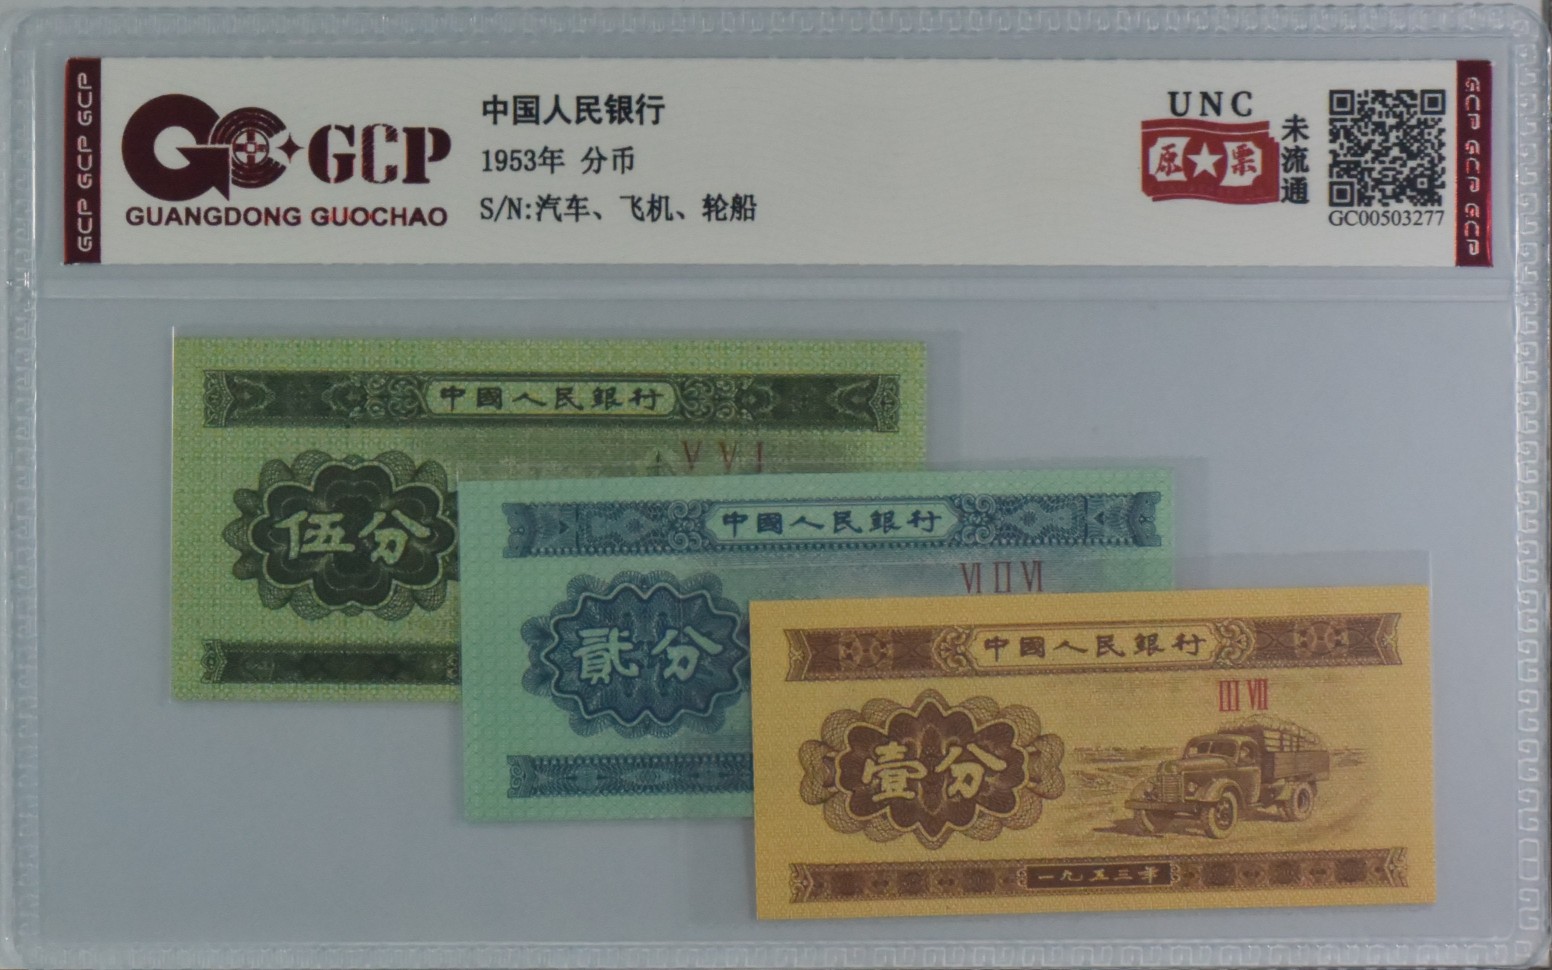 GCP GCP GCP
GCP
GUANGDONG GUOCHAO
中国人民银行
1953年 分币
S/N:汽车、飞机、轮船
UNC
原★票
未流通
GC00503277
GCP GCP GCP
中國人民銀行
V V I
伍分
中國人民銀行
VI II VI
貳分
中國人民銀行
III VII
壹分
一九五三年